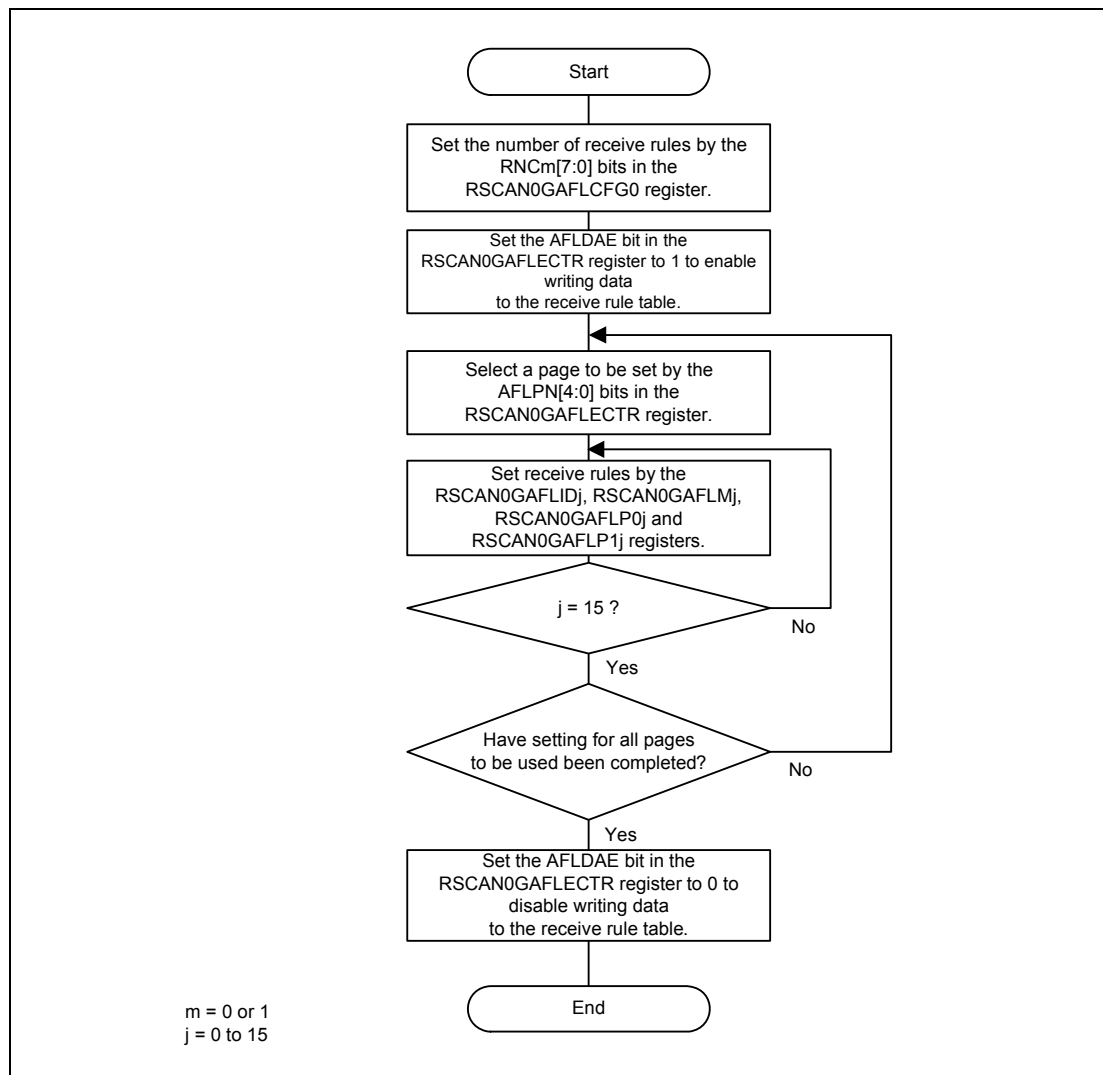 Start
Set the number of receive rules by the
RNCm[7:0] bits in the
RSCAN0GAFLCFG0 register.
Set the AFLDAE bit in the
RSCAN0GAFLECTR register to 1 to enable
writing data
to the receive rule table.
Select a page to be set by the
AFLPN[4:0] bits in the
RSCAN0GAFLECTR register.
Set receive rules by the
RSCAN0GAFLIDj, RSCAN0GAFLMj,
RSCAN0GAFLP0j and
RSCAN0GAFLP1j registers.
j = 15 ?
No
Yes
Have setting for all pages
to be used been completed?
No
Yes
Set the AFLDAE bit in the
RSCAN0GAFLECTR register to 0 to
disable writing data
to the receive rule table.
End
m = 0 or 1
j = 0 to 15